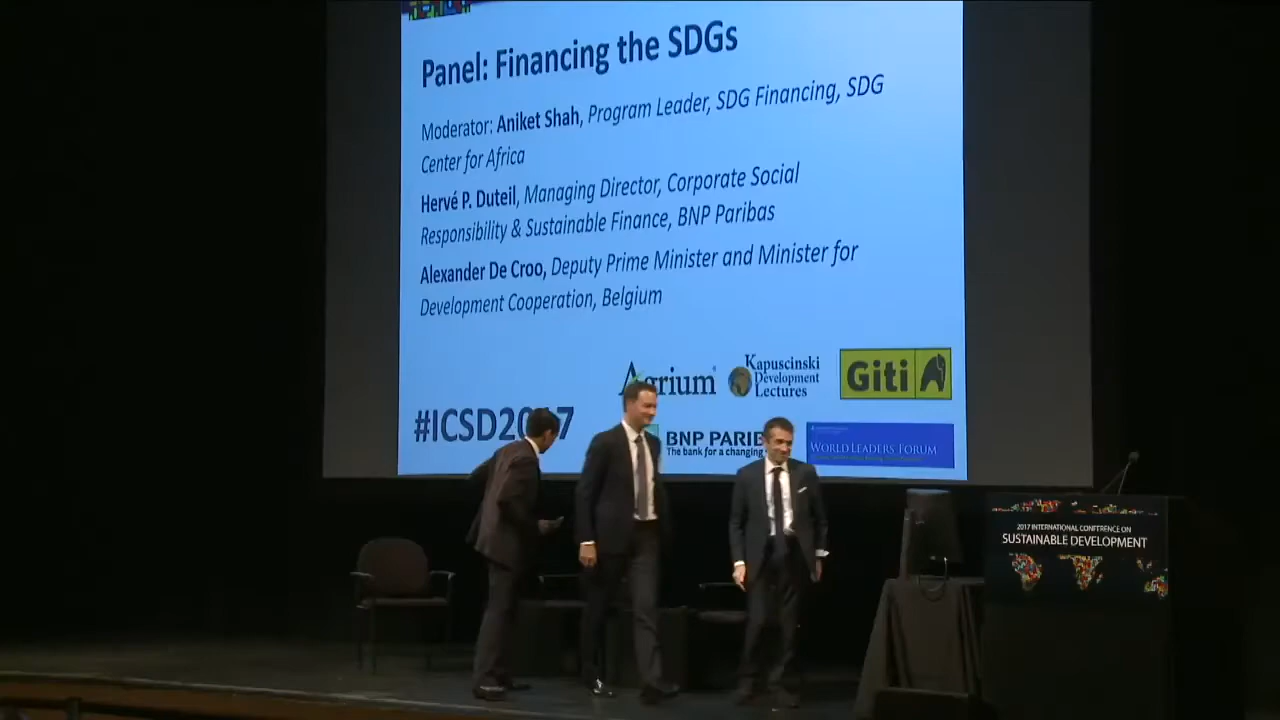 Panel: Financing the SDGs
Moderator: Aniket Shah, Program Leader, SDG Financing, SDG
Center for Africa
Hervé P. Duteil, Managing Director, Corporate Social
Responsibility & Sustainable Finance, BNP Paribas
Alexander De Croo, Deputy Prime Minister and Minister for
Development Cooperation, Belgium
Agrium
Kapuscinski
Development
Lectures
Giti
#ICSD2017
BNP PARIB
The bank for a changing
WORLD LEADERS FORUM
2017 INTERNATIONAL CONFERENCE ON
SUSTAINABLE DEVELOPMENT